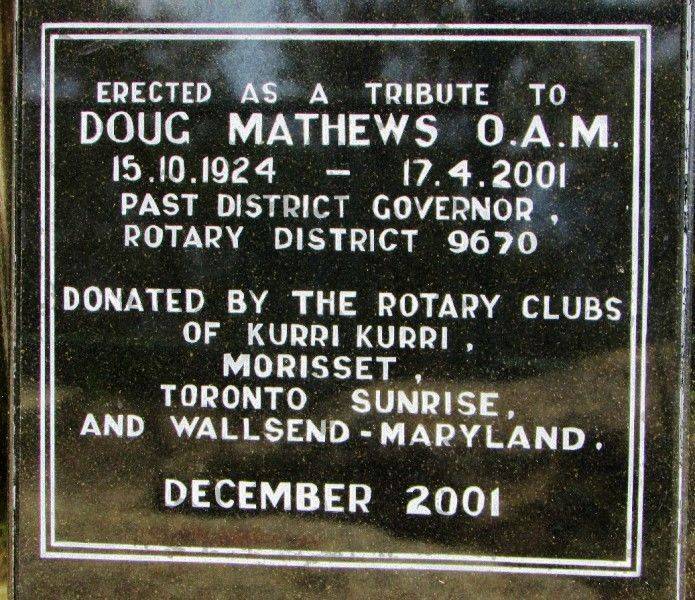 ERECTED AS A TRIBUTE TO
DOUG MATHEWS O.A.M.
15.10.1924 – 17.4.2001
PAST DISTRICT GOVERNOR,
ROTARY DISTRICT 9670
DONATED BY THE ROTARY CLUBS
OF KURRI KURRI,
MORISSET,
TORONTO SUNRISE,
AND WALLSEND-MARYLAND.
DECEMBER 2001